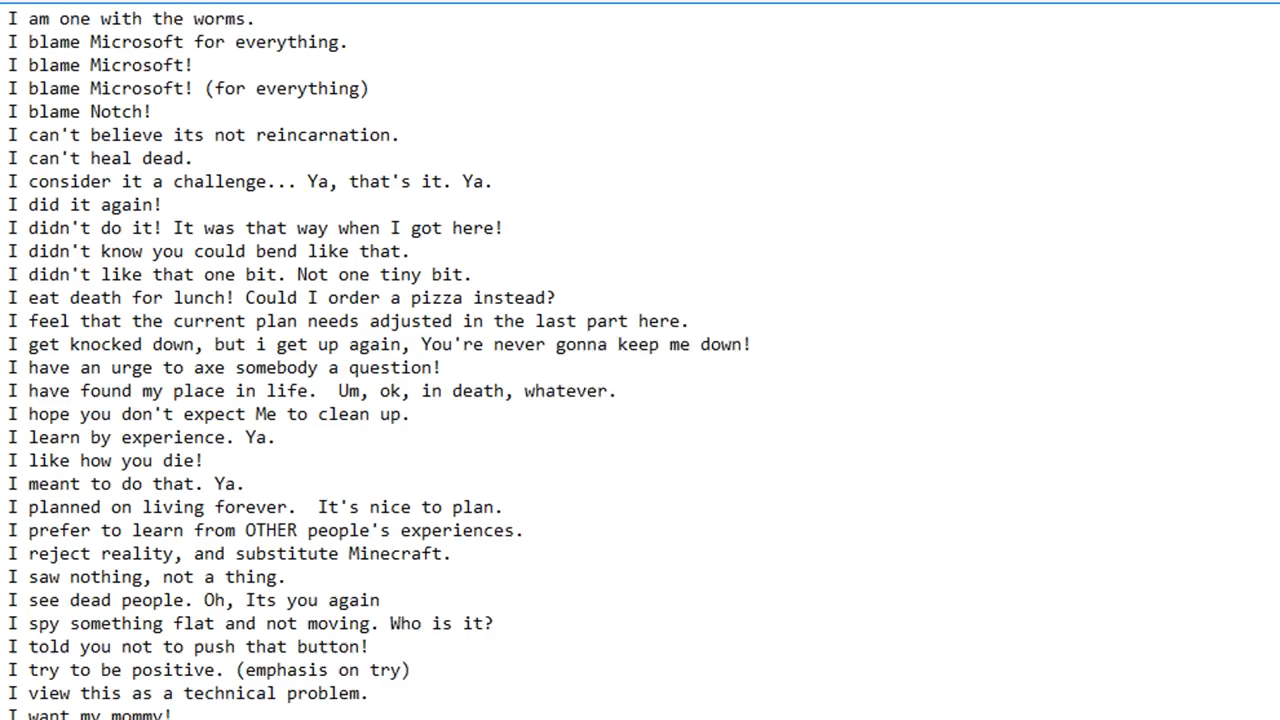 I am one with the worms.
I blame Microsoft for everything.
I blame Microsoft!
I blame Microsoft! (for everything)
I blame Notch!
I can't believe its not reincarnation.
I can't heal dead.
I consider it a challenge... Ya, that's it. Ya.
I did it again!
I didn't do it! It was that way when I got here!
I didn't know you could bend like that.
I didn't like that one bit. Not one tiny bit.
I eat death for lunch! Could I order a pizza instead?
I feel that the current plan needs adjusted in the last part here.
I get knocked down, but i get up again, You're never gonna keep me down!
I have an urge to axe somebody a question!
I have found my place in life.  Um, ok, in death, whatever.
I hope you don't expect Me to clean up.
I learn by experience. Ya.
I like how you die!
I meant to do that. Ya.
I planned on living forever.  It's nice to plan.
I prefer to learn from OTHER people's experiences.
I reject reality, and substitute Minecraft.
I saw nothing, not a thing.
I see dead people. Oh, Its you again
I spy something flat and not moving. Who is it?
I told you not to push that button!
I try to be positive. (emphasis on try)
I view this as a technical problem.
I want my mommy!